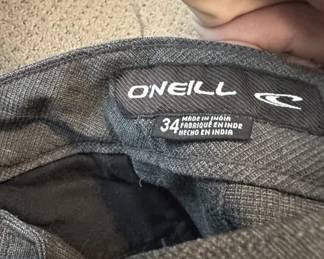 ONEILL
34 MADE IN INDIA
FABRIQUÉ EN INDE
HECHO EN INDIA